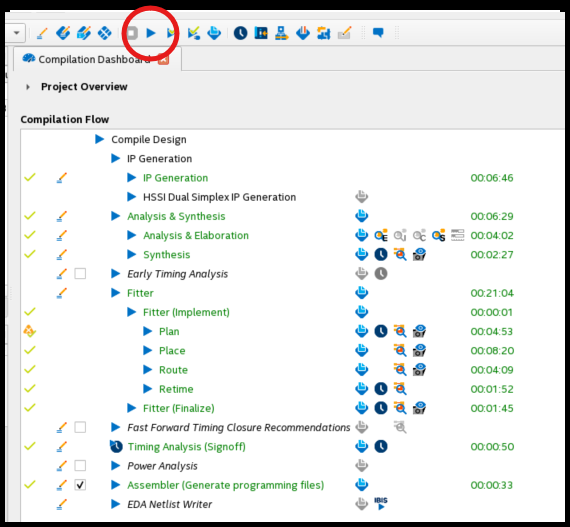 Compilation Dashboard
Project Overview
Compilation Flow
Compile Design
IP Generation
IP Generation 00:06:46
HSSI Dual Simplex IP Generation
Analysis & Synthesis 00:06:29
Analysis & Elaboration 00:04:02
Synthesis 00:02:27
Early Timing Analysis
Fitter 00:21:04
Fitter (Implement) 00:00:01
Plan 00:04:53
Place 00:08:20
Route 00:04:09
Retime 00:01:52
Fitter (Finalize) 00:01:45
Fast Forward Timing Closure Recommendations
Timing Analysis (Signoff) 00:00:50
Power Analysis
Assembler (Generate programming files) 00:00:33
EDA Netlist Writer IBIS